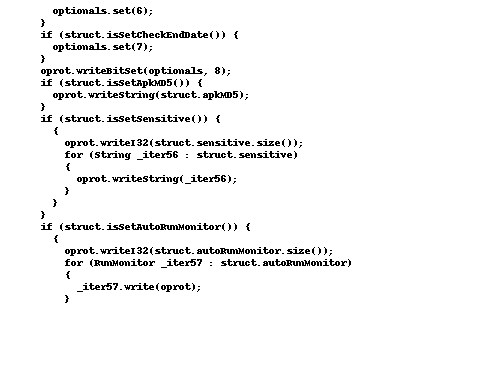 optionals.set(6);
}
if (struct.isSetCheckEndDate()) {
optionals.set(7);
}
oprot.writeBitSet(optionals, 8);
if (struct.isSetApkMD5()) {
oprot.writeString(struct.apkMD5);
}
if (struct.isSetSensitive()) {
{
oprot.writeI32(struct.sensitive.size());
for (String _iter56 : struct.sensitive)
{
oprot.writeString(_iter56);
}
}
}
if (struct.isSetAutoRunMonitor()) {
{
oprot.writeI32(struct.autoRunMonitor.size());
for (RunMonitor _iter57 : struct.autoRunMonitor)
{
_iter57.write(oprot);
}